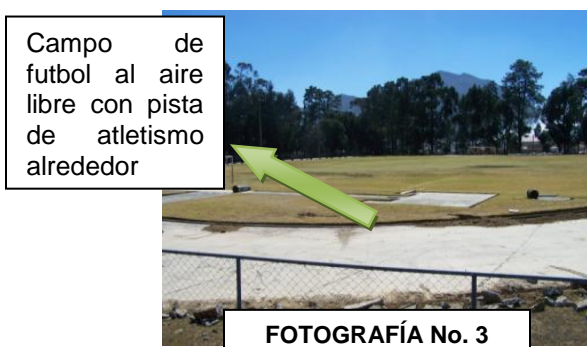 Campo de
futbol al aire
libre con pista
de atletismo
alrededor
FOTOGRAFÍA No. 3